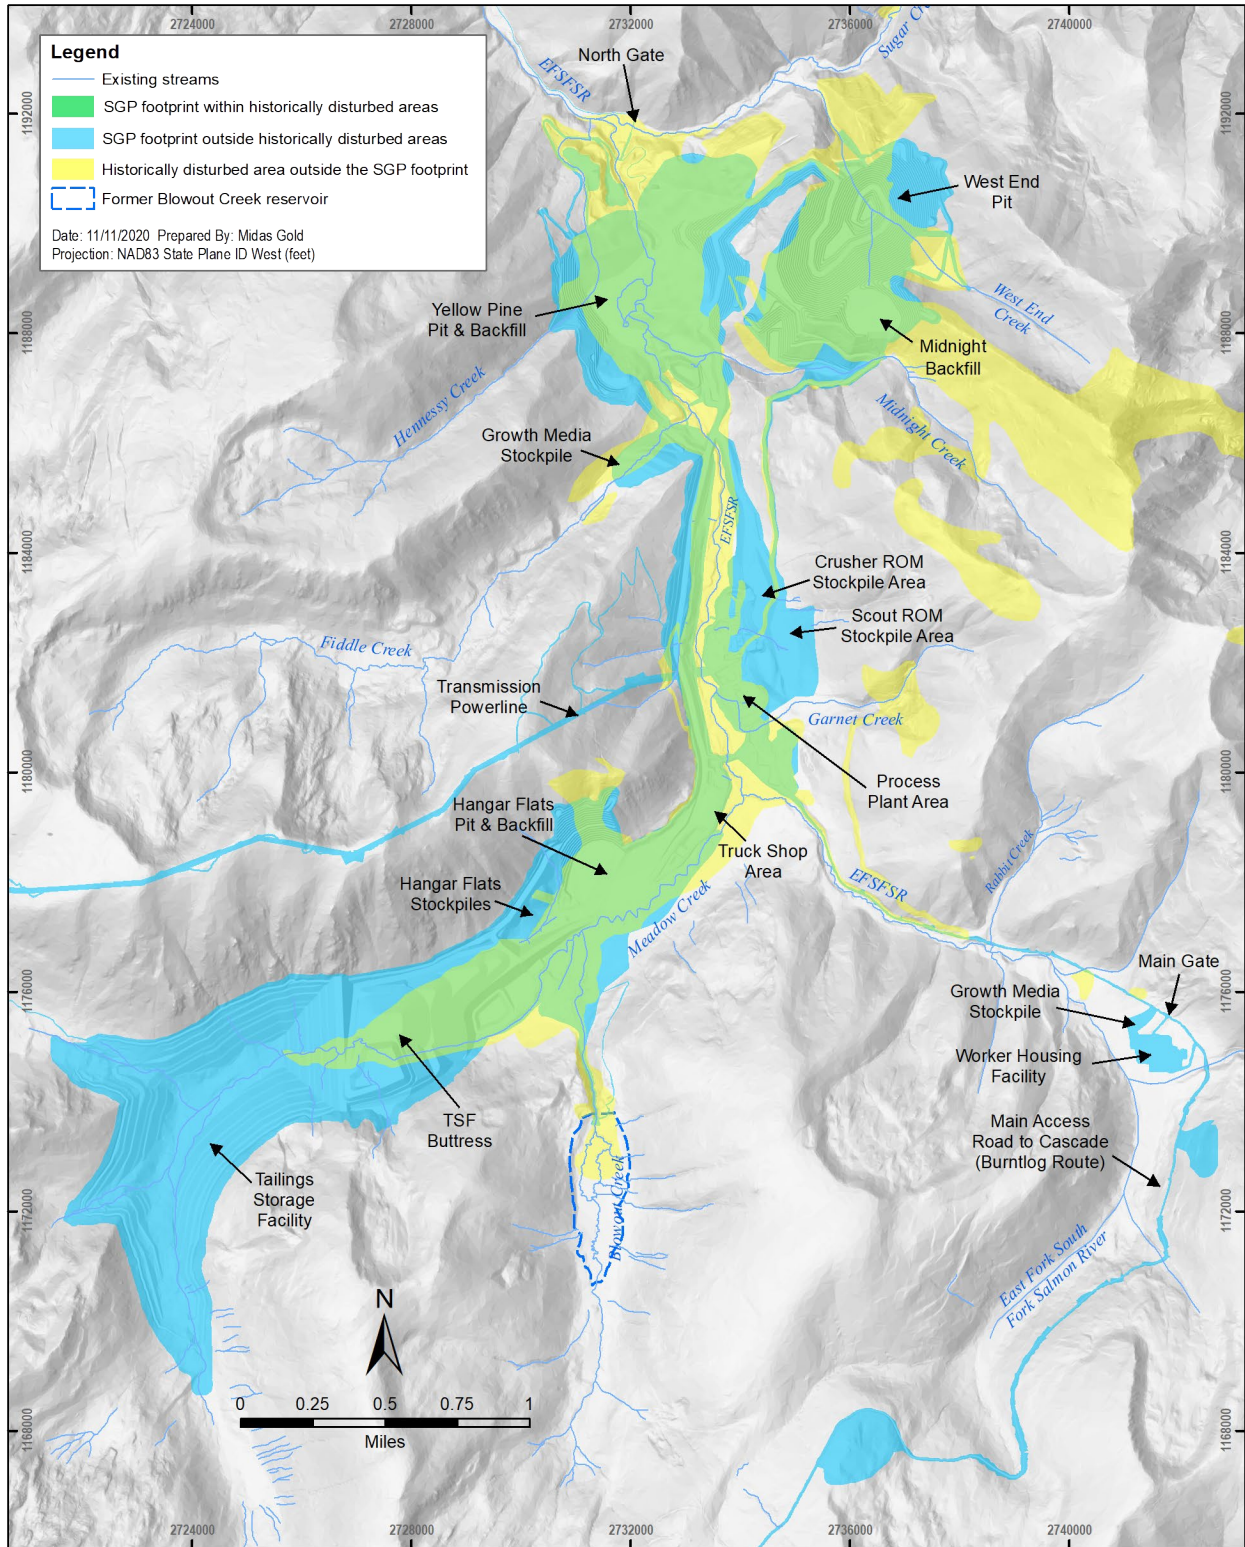 2724000
2728000
2732000
2736000
2740000
Legend
Existing streams
SGP footprint within historically disturbed areas
SGP footprint outside historically disturbed areas
Historically disturbed area outside the SGP footprint
Former Blowout Creek reservoir
Date: 11/11/2020 Prepared By: Midas Gold
Projection: NAD83 State Plane ID West (feet)
North Gate
EFSFSR
1192000
1192000
West End
Pit
Yellow Pine
Pit & Backfill
West End
Creek
1188000
1188000
Midnight
Backfill
Hennessy Creek
Midnight Creek
Growth Media
Stockpile
EFSFSR
1184000
1184000
Crusher ROM
Stockpile Area
Scout ROM
Stockpile Area
Fiddle Creek
Transmission
Powerline
Garnet Creek
1180000
1180000
Process
Plant Area
Hangar Flats
Pit & Backfill
Truck Shop
Area
Rabbit Creek
Hangar Flats
Stockpiles
EFSFSR
Meadow Creek
Main Gate
1176000
1176000
Growth Media
Stockpile
Worker Housing
Facility
TSF
Buttress
Main Access
Road to Cascade
(Burntlog Route)
Tailings
Storage
Facility
Blowout Creek
1172000
1172000
East Fork South
Fork Salmon River
N
0
0.25
0.5
0.75
1
Miles
1168000
1168000
2724000
2728000
2732000
2736000
2740000